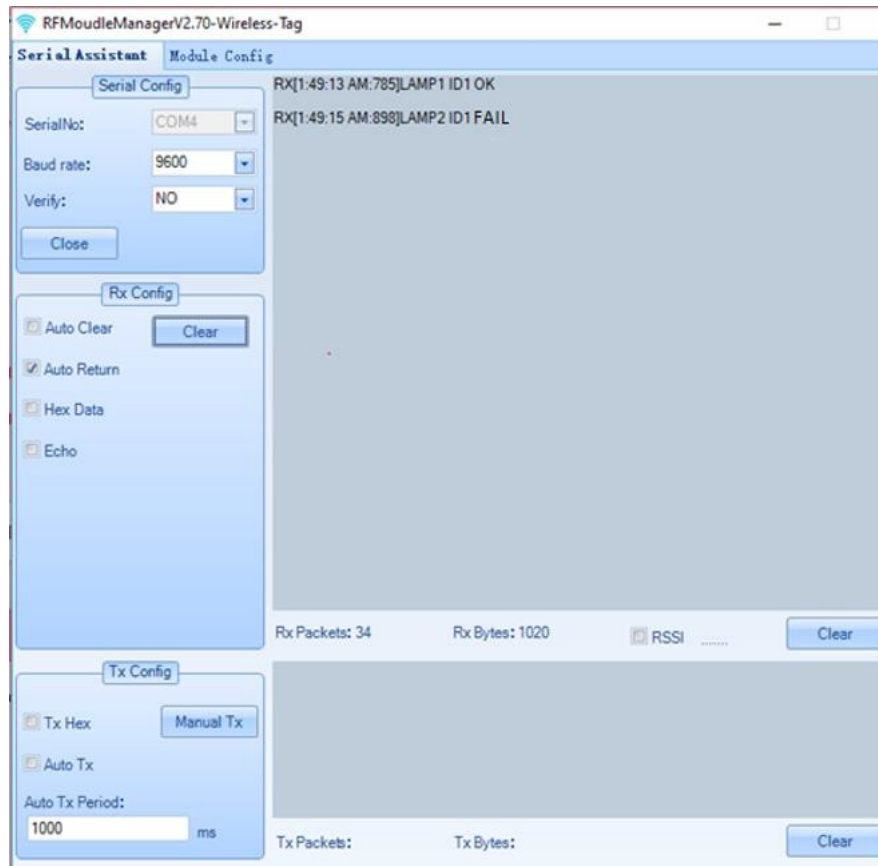 RFMoudleManagerV2.70-Wireless-Tag
Serial Assistant Module Config
Serial Config
SerialNo: COM4
Baud rate: 9600
Verify: NO
Close
RX[1:49:13 AM:785]LAMP1 ID1 OK
RX[1:49:15 AM:898]LAMP2 ID1 FAIL
Rx Config
Auto Clear Clear
Auto Return
Hex Data
Echo
Rx Packets: 34 Rx Bytes: 1020 RSSI ....... Clear
Tx Config
Tx Hex Manual Tx
Auto Tx
Auto Tx Period:
1000 ms
Tx Packets: Tx Bytes: Clear